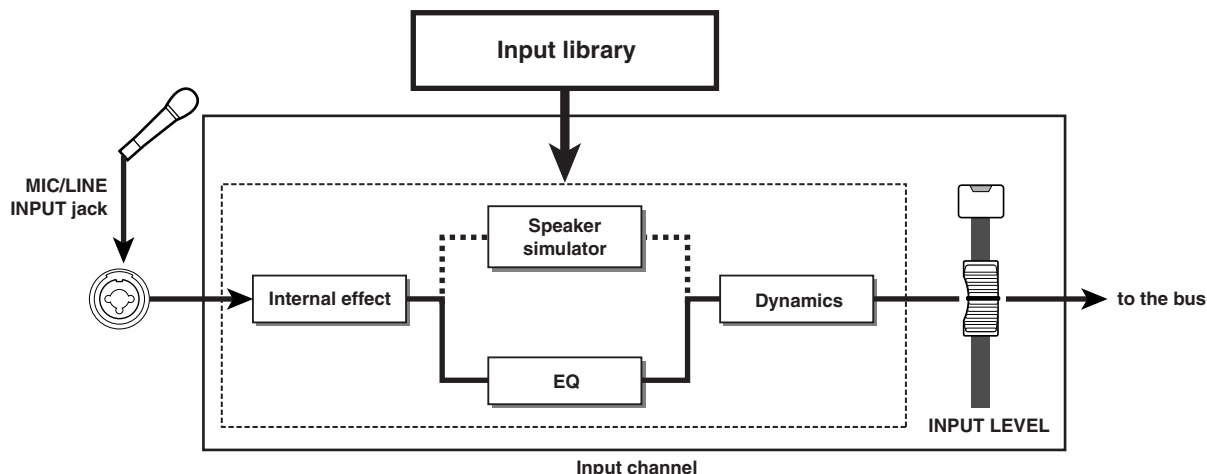 Input library
MIC/LINE
INPUT jack
Speaker
simulator
Internal effect
Dynamics
to the bus
EQ
INPUT LEVEL
Input channel